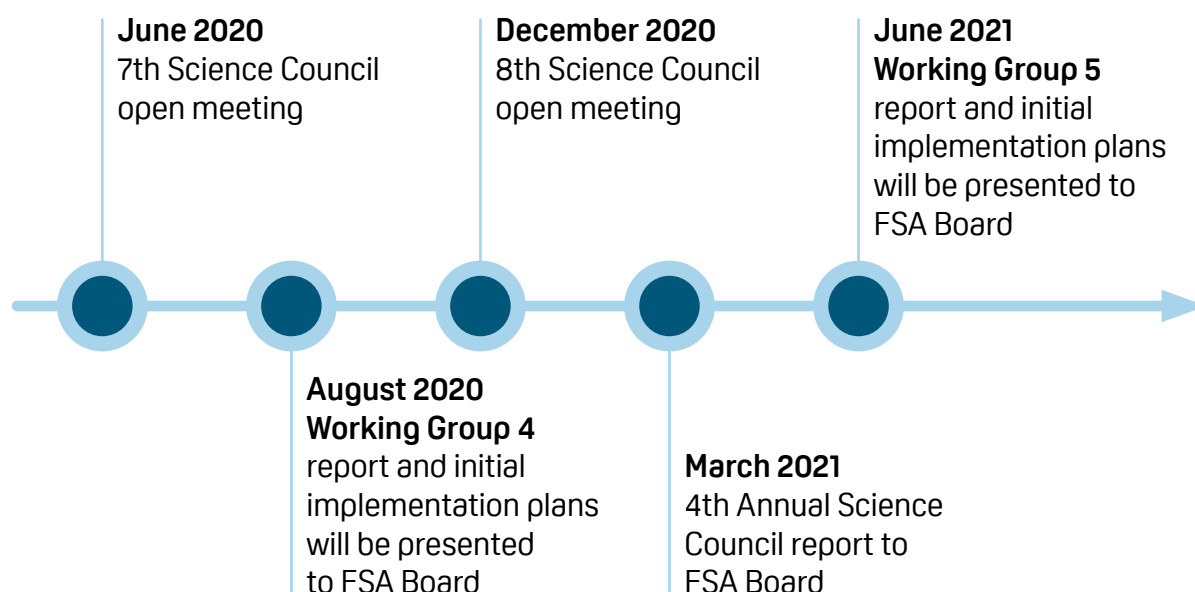 June 2020
7th Science Council
open meeting
August 2020
Working Group 4
report and initial
implementation plans
will be presented
to FSA Board
December 2020
8th Science Council
open meeting
March 2021
4th Annual Science
Council report to
FSA Board
June 2021
Working Group 5
report and initial
implementation plans
will be presented to
FSA Board